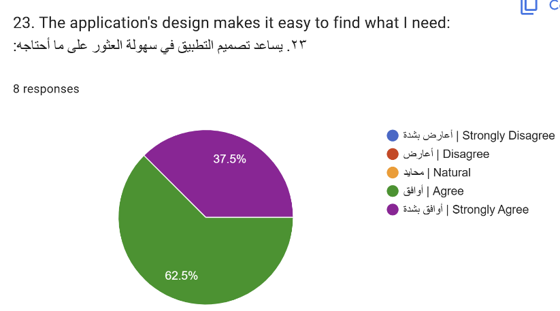 23. The application's design makes it easy to find what I need:
٢٣. يساعد تصميم التطبيق في سهولة العثور على ما أحتاجه:
8 responses
37.5%
62.5%
أعارض بشدة | Strongly Disagree
أعارض | Disagree
محايد | Natural
أوافق | Agree
أوافق بشدة | Strongly Agree